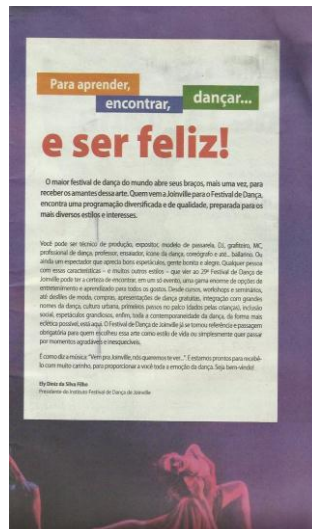 Para aprender,
encontrar,
dançar...
e ser feliz!
O maior festival de dança do mundo abre seus braços, mais uma vez, para
receber os amantes dessa arte. Quem vem a Joinville para o Festival de Dança,
encontra uma programação diversificada e de qualidade, preparada para os
mais diversos estilos e interesses.
Você pode ser técnico de produção, expositor, modelo de passarela, DJ, grafiteiro, MC,
profissional de dança, professor, ensaiador, ícone da dança, coreógrafo e até... bailarino. Ou
ainda um espectador que aprecia bons espetáculos, gente bonita e alegre. Qualquer pessoa
com essas características – e muitos outros estilos – que vier ao 29º Festival de Dança de
Joinville pode ter a certeza de encontrar, em um só evento, uma gama enorme de opções de
entretenimento e aprendizado para todos os gostos. Desde cursos, workshops e seminários,
até desfiles de moda, compras, apresentações de dança gratuitas, integração com grandes
nomes da dança, cultura urbana, primeiros passos no palco (dados pelas crianças), inclusão
social, espetáculos grandiosos, enfim, toda a contemporaneidade da dança, da forma mais
eclética possível, está aqui. O Festival de Dança de Joinville já se tornou referência e passagem
obrigatória para quem escolheu essa arte como estilo de vida ou simplesmente quer passar
por momentos agradáveis e inesquecíveis.
É como diz a música: "Vem pra Joinville, nós queremos te ver...". E estamos prontos para recebê-
lo com muito carinho, para proporcionar a você toda a emoção da dança. Seja bem-vindo!
Ely Diniz da Silva Filho
Presidente do Instituto Festival de Dança de Joinville